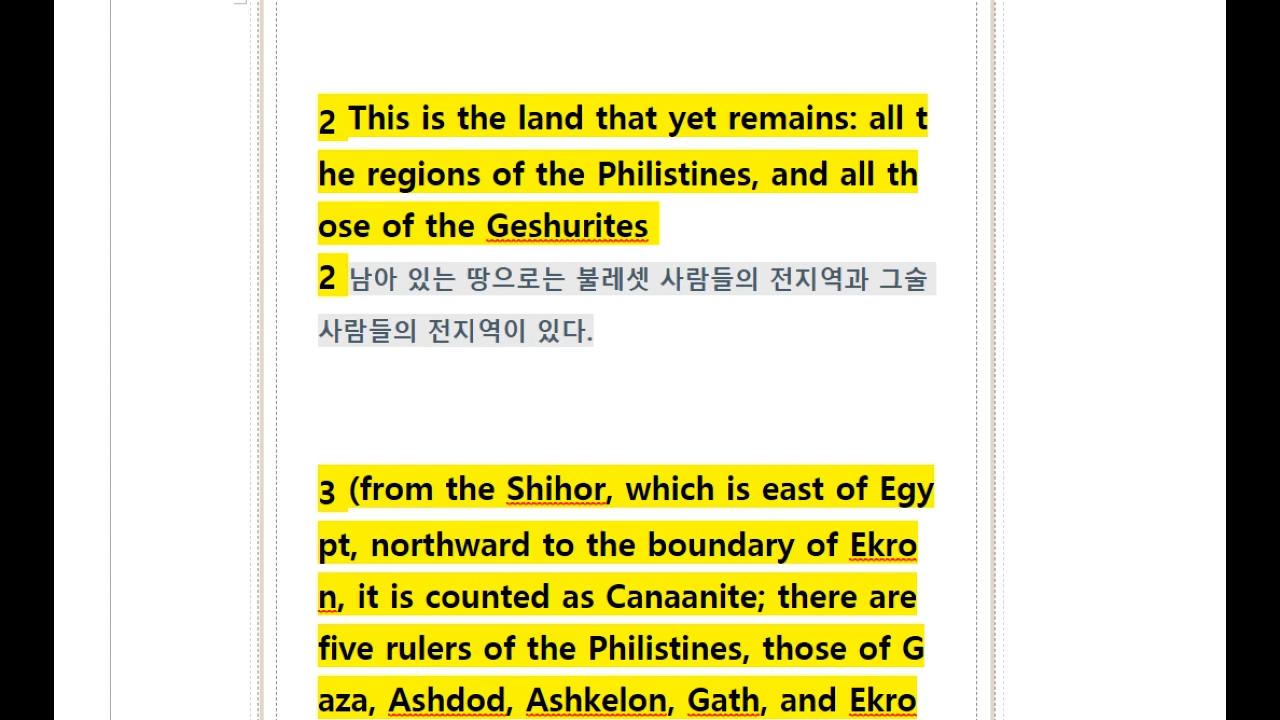 2 This is the land that yet remains: all t
he regions of the Philistines, and all th
ose of the Geshurites
2 남아 있는 땅으로는 불레셋 사람들의 전지역과 그술
사람들의 전지역이 있다.
3 (from the Shihor, which is east of Egy
pt, northward to the boundary of Ekro
n, it is counted as Canaanite; there are
five rulers of the Philistines, those of G
aza, Ashdod, Ashkelon, Gath, and Ekro